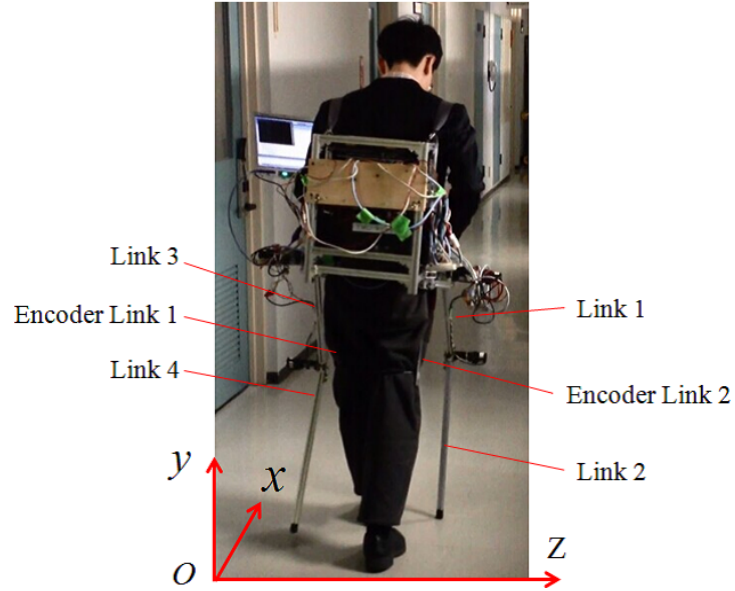 Link 3
Encoder Link 1
Link 4
Link 1
Encoder Link 2
Link 2
y
x
O
Z